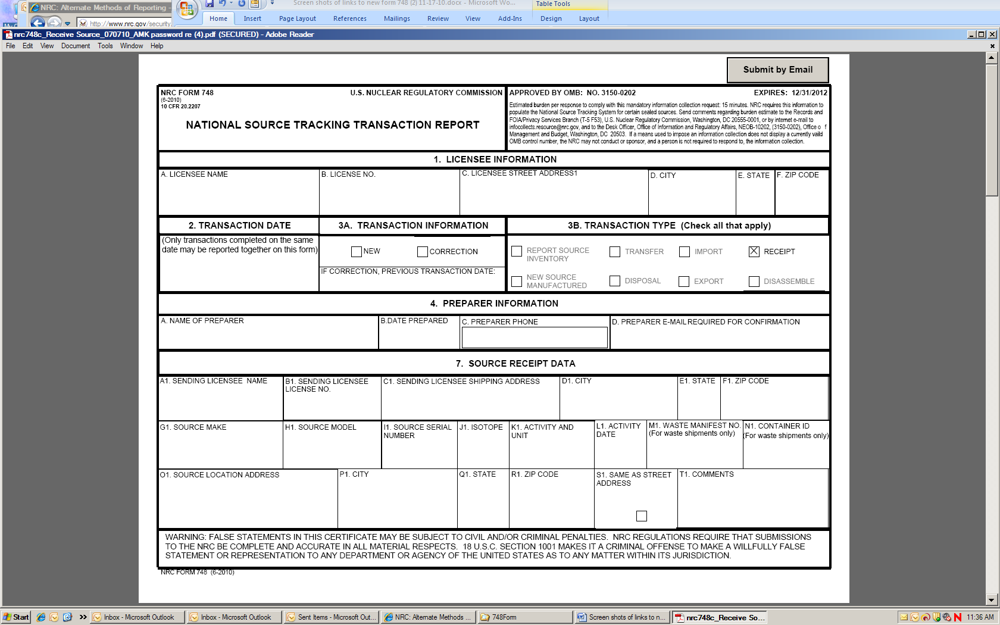 NRC: Alternate Methods of Reporting -
Screen shots of links to new form 748 (2) 11-17-10.docx - Microsoft Wo...
Table Tools
http://www.nrc.gov/security
Home Insert Page Layout References Mailings Review View Add-Ins Design Layout
nrc748c_Receive Source_070710_AMK password re (4).pdf (SECURED) - Adobe Reader
File Edit View Document Tools Window Help
Submit by Email
NRC FORM 748
U.S. NUCLEAR REGULATORY COMMISSION
(6-2010)
10 CFR 20.2207
NATIONAL SOURCE TRACKING TRANSACTION REPORT
APPROVED BY OMB: NO. 3150-0202
EXPIRES: 12/31/2012
Estimated burden per response to comply with this mandatory information collection request: 15 minutes. NRC requires this information to
populate the National Source Tracking System for certain sealed sources. Send comments regarding burden estimate to the Records and
FOIA/Privacy Services Branch (T-5 F53), U.S. Nuclear Regulatory Commission, Washington, DC 20555-0001, or by internet e-mail to
infocollects.resource@nrc.gov, and to the Desk Officer, Office of Information and Regulatory Affairs, NEOB-10202, (3150-0202), Office o f
Management and Budget, Washington, DC 20503. If a means used to impose an information collection does not display a currently vaild
OMB control number, the NRC may not conduct or sponsor, and a person is not required to respond to, the information collection.
1. LICENSEE INFORMATION
A. LICENSEE NAME
B. LICENSE NO.
C. LICENSEE STREET ADDRESS1
D. CITY
E. STATE
F. ZIP CODE
2. TRANSACTION DATE
3A. TRANSACTION INFORMATION
3B. TRANSACTION TYPE (Check all that apply)
(Only transactions completed on the same
date may be reported together on this form)
NEW
CORRECTION
IF CORRECTION, PREVIOUS TRANSACTION DATE:
REPORT SOURCE
INVENTORY
TRANSFER
IMPORT
RECEIPT
NEW SOURCE
MANUFACTURED
DISPOSAL
EXPORT
DISASSEMBLE
4. PREPARER INFORMATION
A. NAME OF PREPARER
B.DATE PREPARED
C. PREPARER PHONE
D. PREPARER E-MAIL REQUIRED FOR CONFIRMATION
7. SOURCE RECEIPT DATA
A1. SENDING LICENSEE NAME
B1. SENDING LICENSEE
LICENSE NO.
C1. SENDING LICENSEE SHIPPING ADDRESS
D1. CITY
E1. STATE
F1. ZIP CODE
G1. SOURCE MAKE
H1. SOURCE MODEL
I1. SOURCE SERIAL
NUMBER
J1. ISOTOPE
K1. ACTIVITY AND
UNIT
L1. ACTIVITY
DATE
M1. WASTE MANIFEST NO.
(For waste shipments only)
N1. CONTAINER ID
(For waste shipments only)
O1. SOURCE LOCATION ADDRESS
P1. CITY
Q1. STATE
R1. ZIP CODE
S1. SAME AS STREET
ADDRESS
T1. COMMENTS
WARNING: FALSE STATEMENTS IN THIS CERTIFICATE MAY BE SUBJECT TO CIVIL AND/OR CRIMINAL PENALTIES. NRC REGULATIONS REQUIRE THAT SUBMISSIONS
TO THE NRC BE COMPLETE AND ACCURATE IN ALL MATERIAL RESPECTS. 18 U.S.C. SECTION 1001 MAKES IT A CRIMINAL OFFENSE TO MAKE A WILLFULLY FALSE
STATEMENT OR REPRESENTATION TO ANY DEPARTMENT OR AGENCY OF THE UNITED STATES AS TO ANY MATTER WITHIN ITS JURISDICTION.
NRC FORM 748 (6-2010)
Start
Inbox - Microsoft Outlook
Inbox - Microsoft Outlook
Sent Items - Microsoft Out...
NRC: Alternate Methods ...
748Form
Screen shots of links to n...
nrc748c_Receive So...
11:36 AM